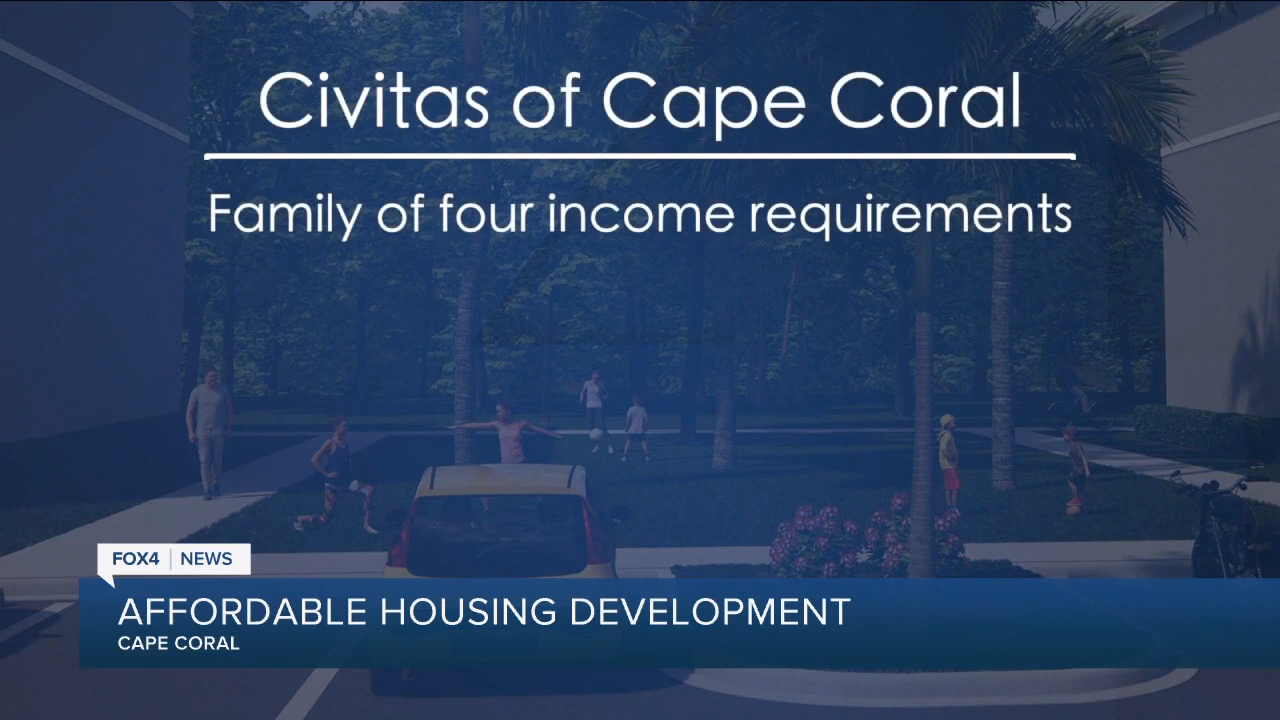 Civitas of Cape Coral
Family of four income requirements
FOX4 | NEWS
AFFORDABLE HOUSING DEVELOPMENT
CAPE CORAL